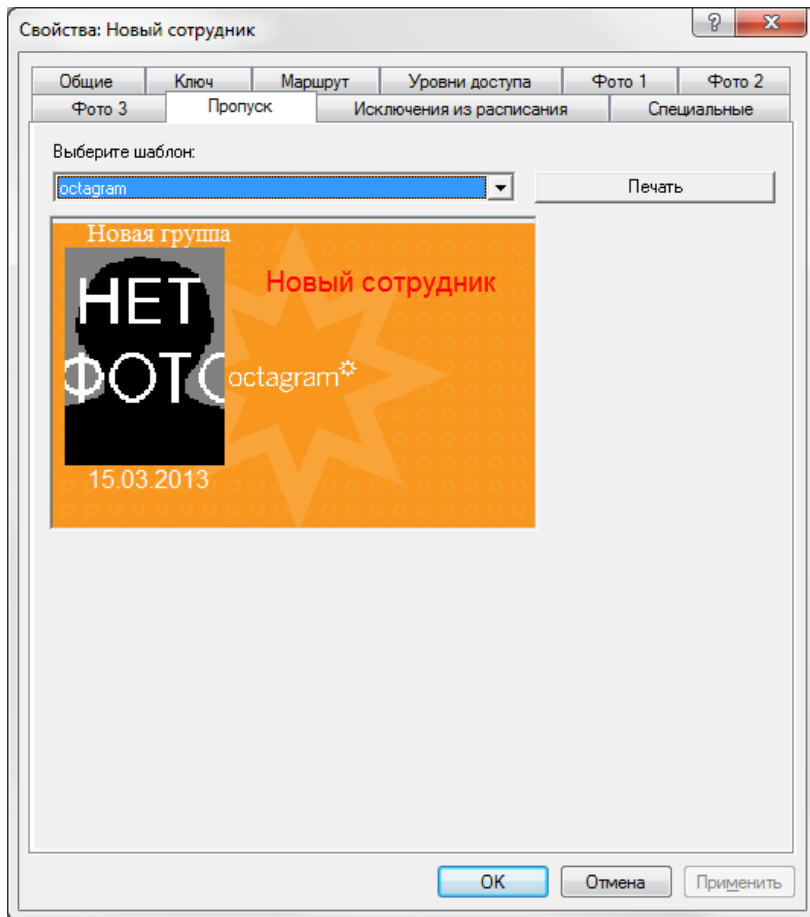 Свойства: Новый сотрудник
?
Общие Ключ Маршрут Уровни доступа Фото 1 Фото 2
Фото 3 Пропуск Исключения из расписания Специальные
Выберите шаблон:
octagram Печать
Новая группа
НЕТ
ФОТО
Новый сотрудник
octagram
15.03.2013
OK Отмена Применить